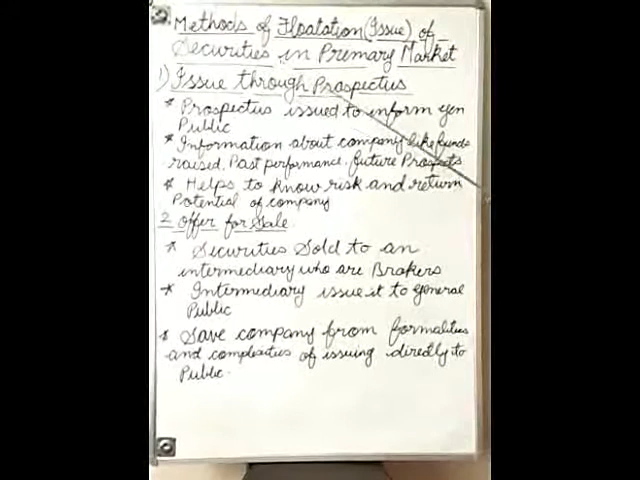 Methods of Floatation (Issue) of
Securities in Primary Market
1) Issue through Prospectus
* Prospectus issued to inform gen
Public
* Information about company like funds
raised, Past performance, future Prospects
* Helps to know risk and return
Potential of company
2 Offer for Sale
* Securities Sold to an
intermediary who are Brokers
* Intermediary issue it to general
Public
* Save company from formalities
and complexities of issuing directly to
Public.